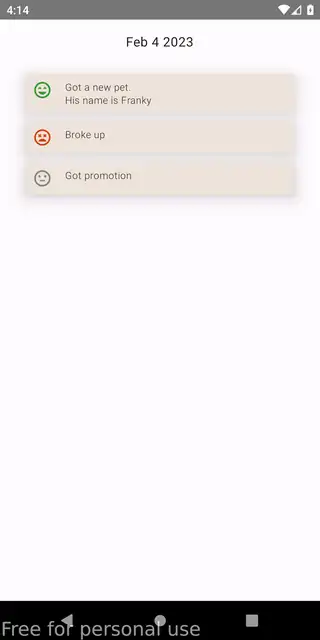 4:14
Feb 4 2023
Got a new pet.
His name is Franky
Broke up
Got promotion
Free for personal use